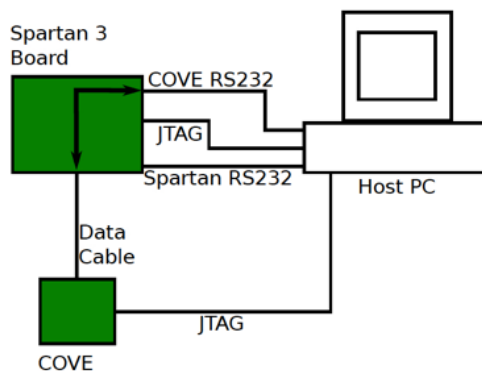 Spartan 3
Board
COVE RS232
JTAG
Spartan RS232
Host PC
Data
Cable
JTAG
COVE